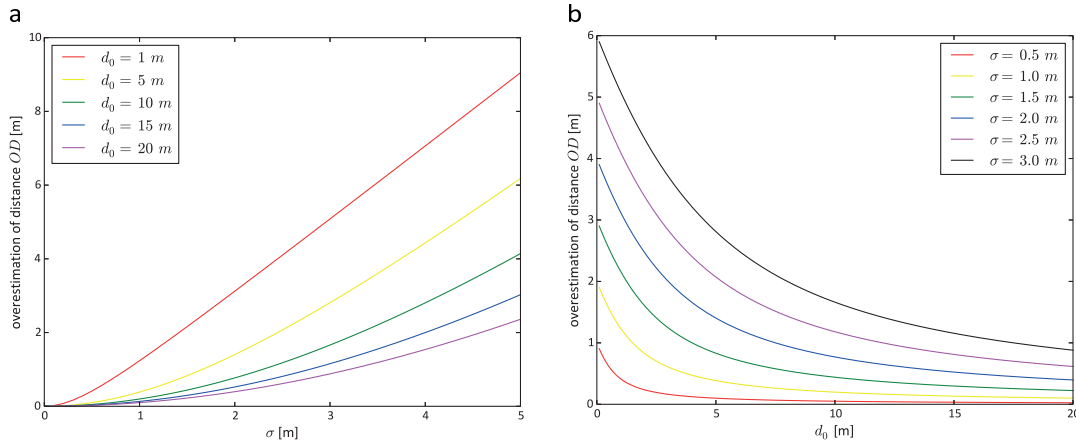 a
overestimation of distance OD [m]
10
8
6
4
2
0
d₀ = 1 m
d₀ = 5 m
d₀ = 10 m
d₀ = 15 m
d₀ = 20 m
0 1 2 3 4 5
σ [m]
b
overestimation of distance OD [m]
6
5
4
3
2
1
0
σ = 0.5 m
σ = 1.0 m
σ = 1.5 m
σ = 2.0 m
σ = 2.5 m
σ = 3.0 m
0 5 10 15 20
d₀ [m]